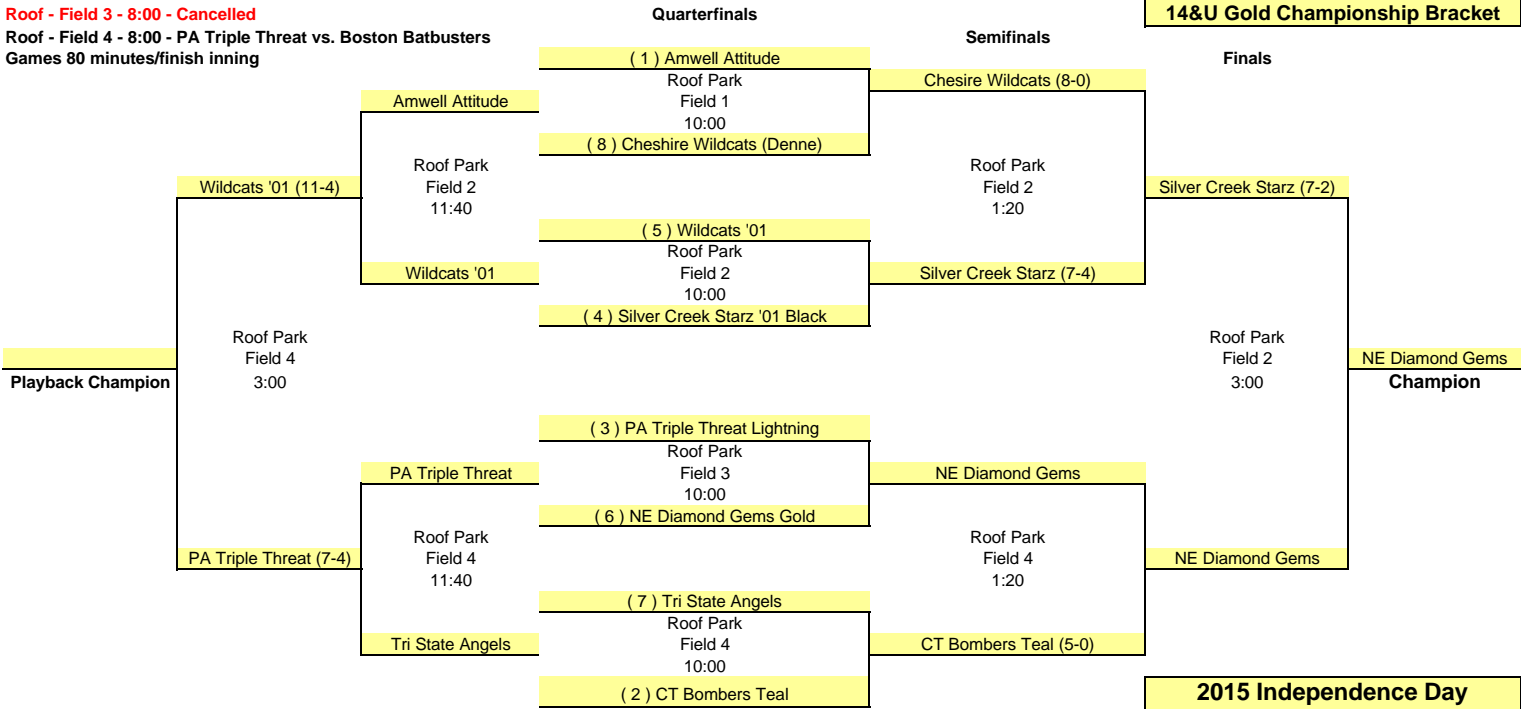 Roof - Field 3 - 8:00 - Cancelled
Quarterfinals
14&U Gold Championship Bracket
Roof - Field 4 - 8:00 - PA Triple Threat vs. Boston Batbusters
Semifinals
Games 80 minutes/finish inning
( 1 ) Amwell Attitude
Finals
Roof Park
Chesire Wildcats (8-0)
Amwell Attitude
Field 1
10:00
( 8 ) Cheshire Wildcats (Denne)
Roof Park
Roof Park
Wildcats '01 (11-4)
Field 2
Field 2
Silver Creek Starz (7-2)
11:40
1:20
( 5 ) Wildcats '01
Roof Park
Wildcats '01
Field 2
Silver Creek Starz (7-4)
10:00
( 4 ) Silver Creek Starz '01 Black
Roof Park
Roof Park
Field 4
Field 2
NE Diamond Gems
Playback Champion
3:00
3:00
Champion
( 3 ) PA Triple Threat Lightning
Roof Park
PA Triple Threat
Field 3
NE Diamond Gems
10:00
( 6 ) NE Diamond Gems Gold
Roof Park
Roof Park
PA Triple Threat (7-4)
Field 4
Field 4
NE Diamond Gems
11:40
1:20
( 7 ) Tri State Angels
Roof Park
Tri State Angels
Field 4
CT Bombers Teal (5-0)
10:00
( 2 ) CT Bombers Teal
2015 Independence Day